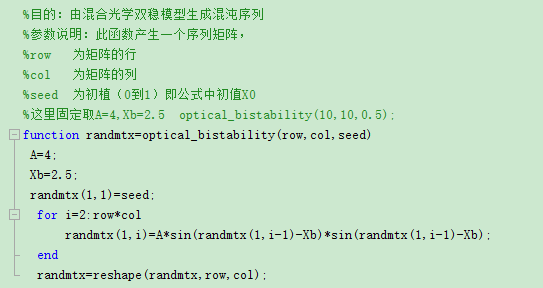 %目的：由混合光学双稳模型生成混沌序列
%参数说明：此函数产生一个序列矩阵，
%row 为矩阵的行
%col 为矩阵的列
%seed 为初植（0到1）即公式中初值X0
%这里固定取A=4,Xb=2.5 optical_bistability(10,10,0.5);
function randmtx=optical_bistability(row,col,seed)
A=4;
Xb=2.5;
randmtx(1,1)=seed;
for i=2:row*col
randmtx(1,i)=A*sin(randmtx(1,i-1)-Xb)*sin(randmtx(1,i-1)-Xb);
end
randmtx=reshape(randmtx,row,col);